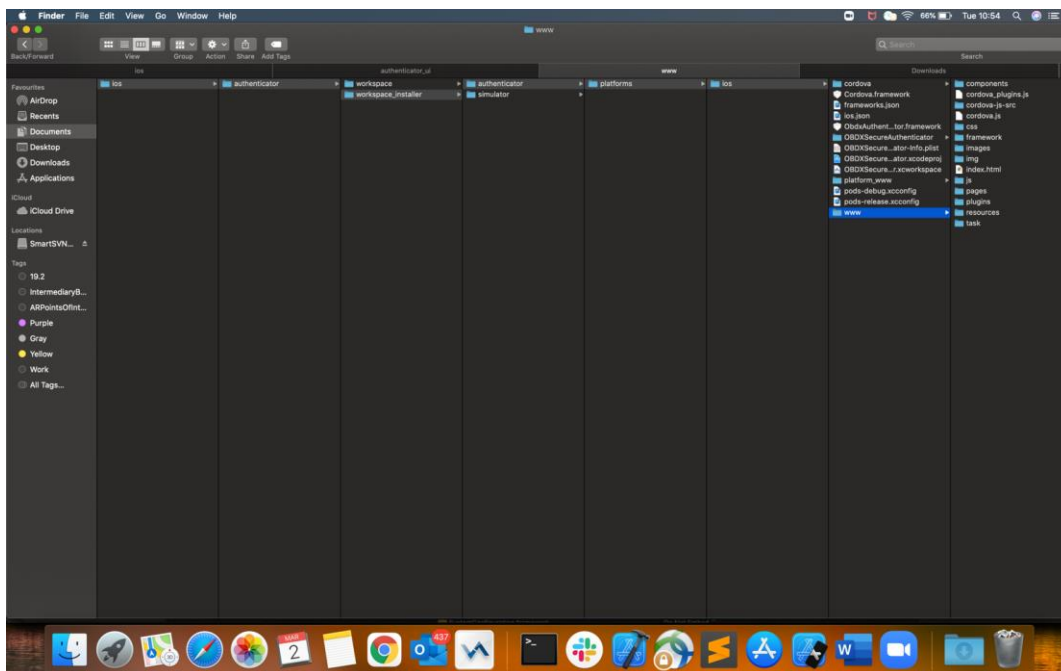 Finder File Edit View Go Window Help
66% Tue 10:54
www
Back/Forward View Group Action Share Add Tags
Search
Search
ios authenticator_ui www Downloads
Favourites
AirDrop
Recents
Documents
Desktop
Downloads
Applications
iCloud
iCloud Drive
Locations
SmartSVN...
Tags
19.2
IntermediaryB...
ARPointsOfInt...
Purple
Gray
Yellow
Work
All Tags...
ios
authenticator
workspace
workspace_installer
authenticator
simulator
platforms
ios
cordova
Cordova.framework
frameworks.json
ios.json
ObdxAuthent...tor.framework
OBDXSecureAuthenticator
OBDXSecure...ator-Info.plist
OBDXSecure...ator.xcodeproj
OBDXSecure...r.xcworkspace
platform_www
pods-debug.xcconfig
pods-release.xcconfig
www
components
cordova_plugins.js
cordova-js-src
cordova.js
css
framework
images
img
index.html
js
pages
plugins
resources
task
MAR
2
437